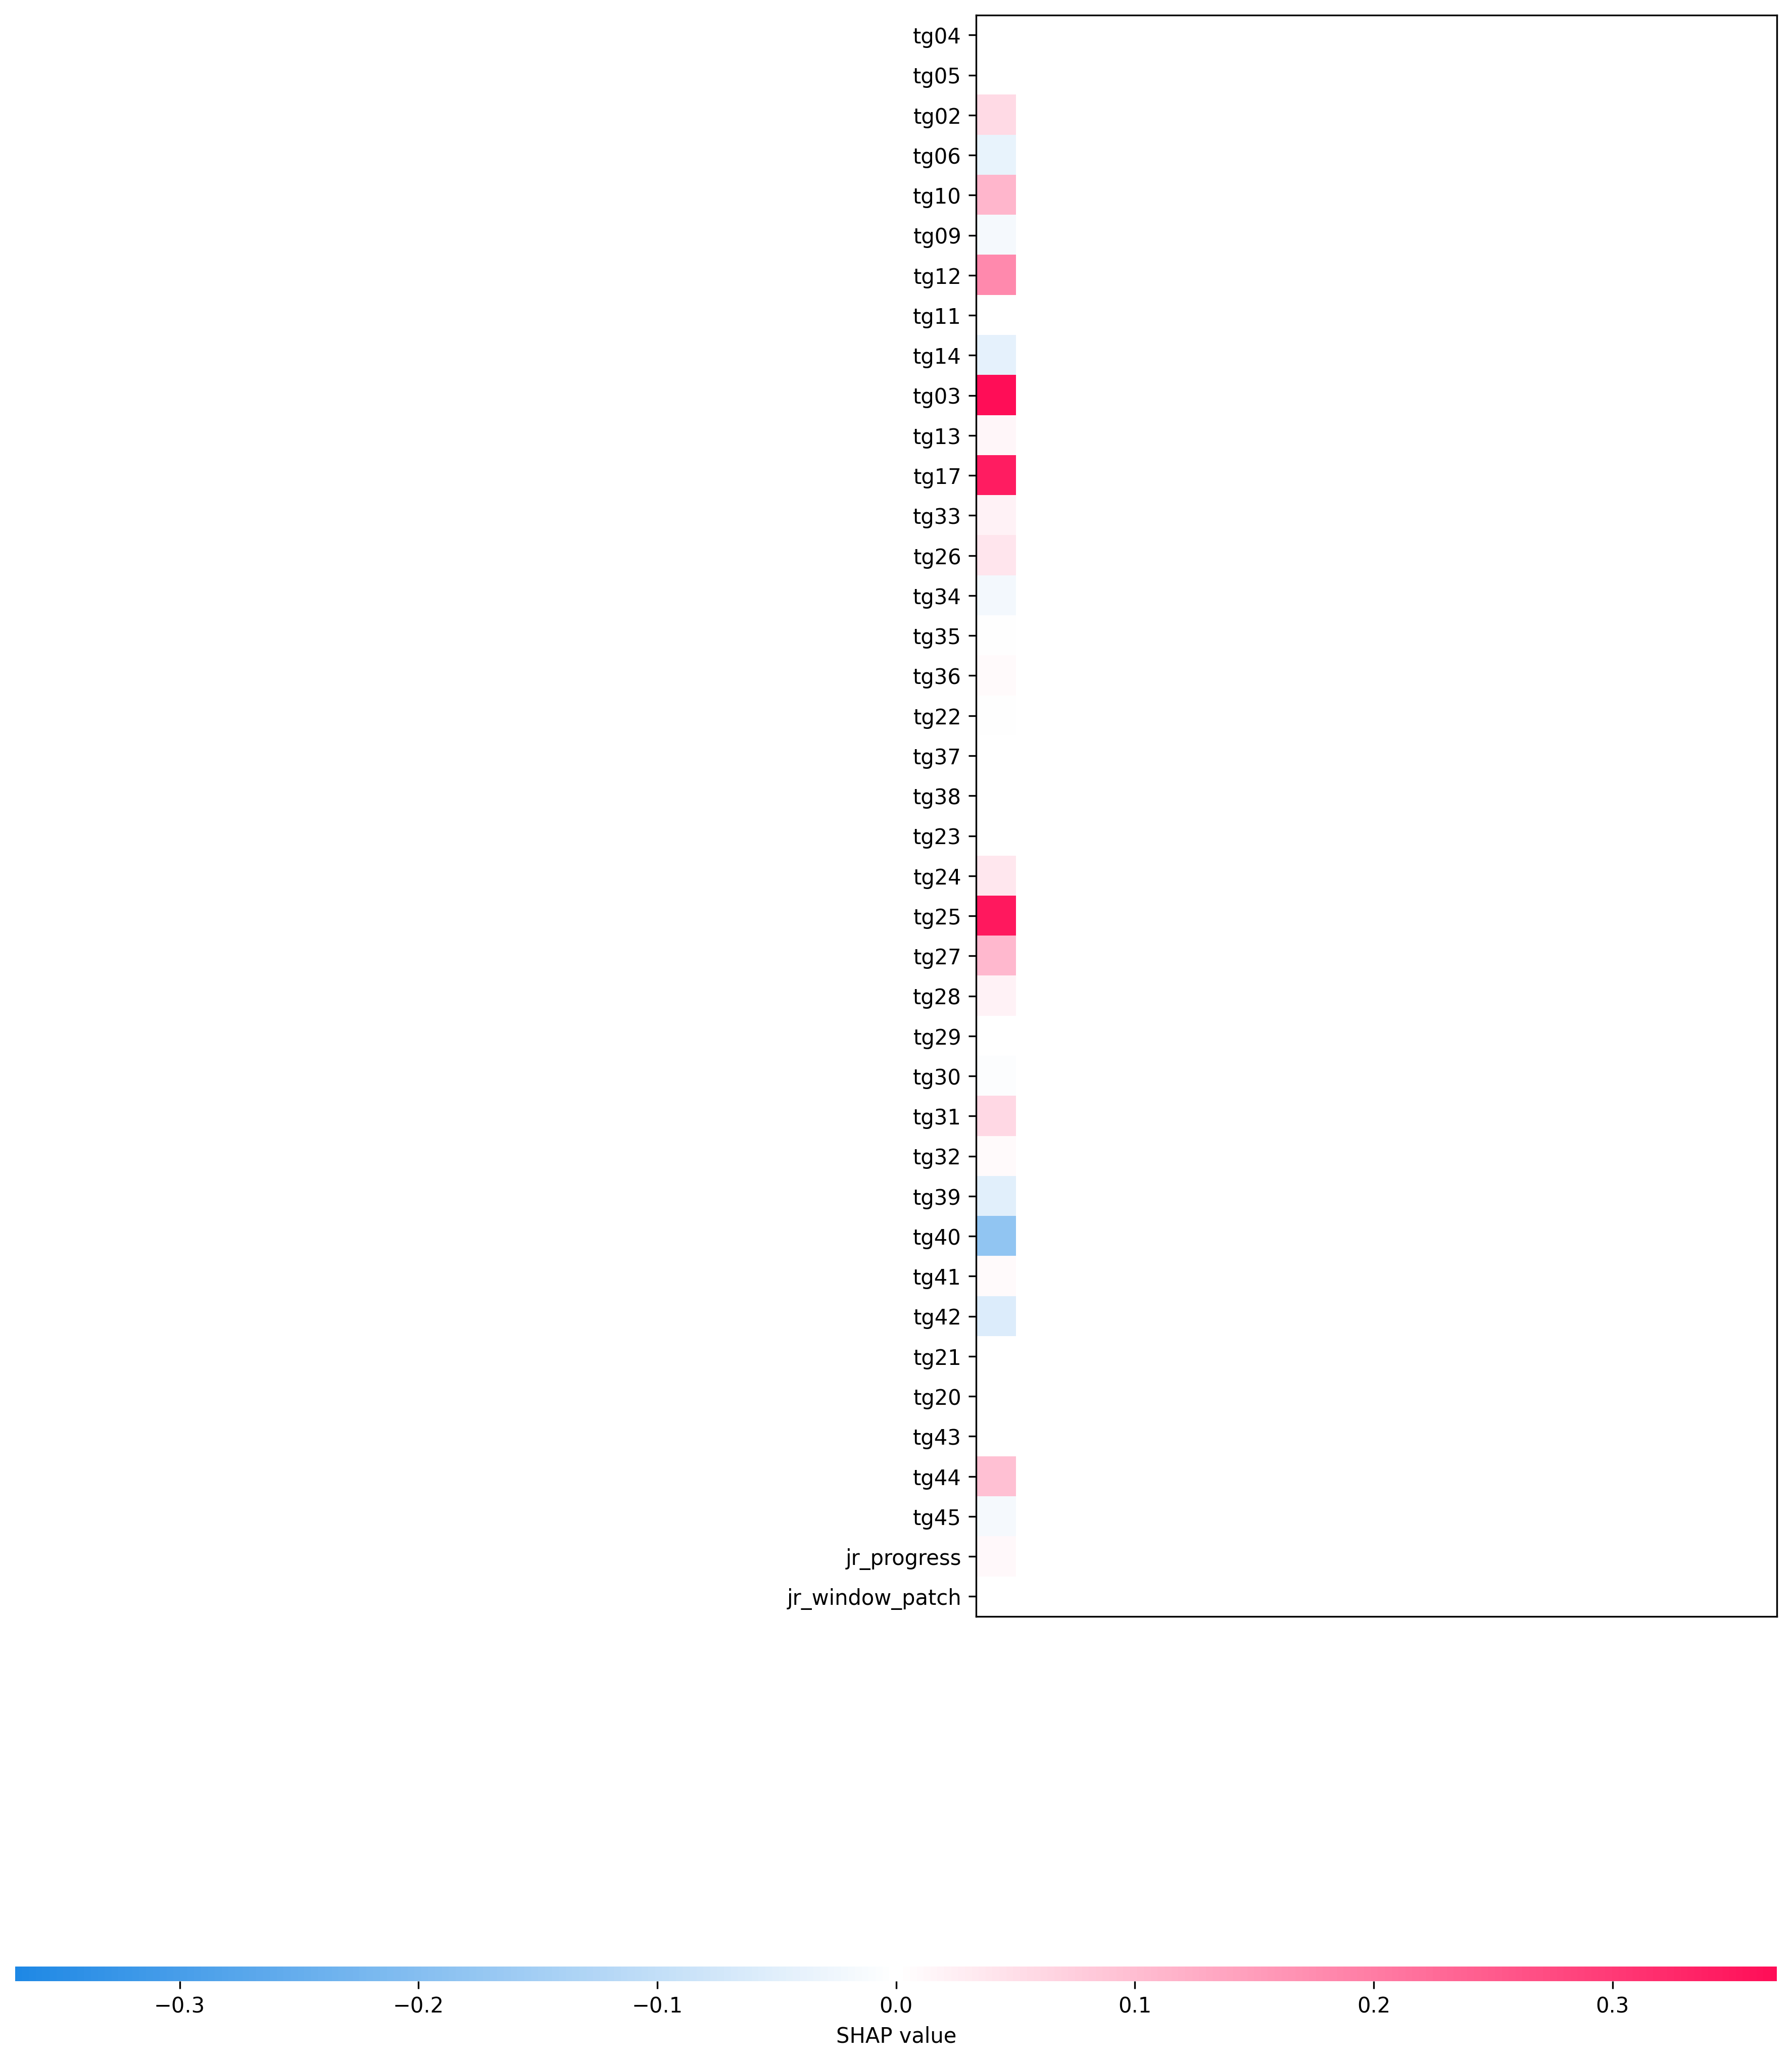 tg04
tg05
tg02
tg06
tg10
tg09
tg12
tg11
tg14
tg03
tg13
tg17
tg33
tg26
tg34
tg35
tg36
tg22
tg37
tg38
tg23
tg24
tg25
tg27
tg28
tg29
tg30
tg31
tg32
tg39
tg40
tg41
tg42
tg21
tg20
tg43
tg44
tg45
jr_progress
jr_window_patch
−0.3 −0.2 −0.1 0.0 0.1 0.2 0.3
SHAP value